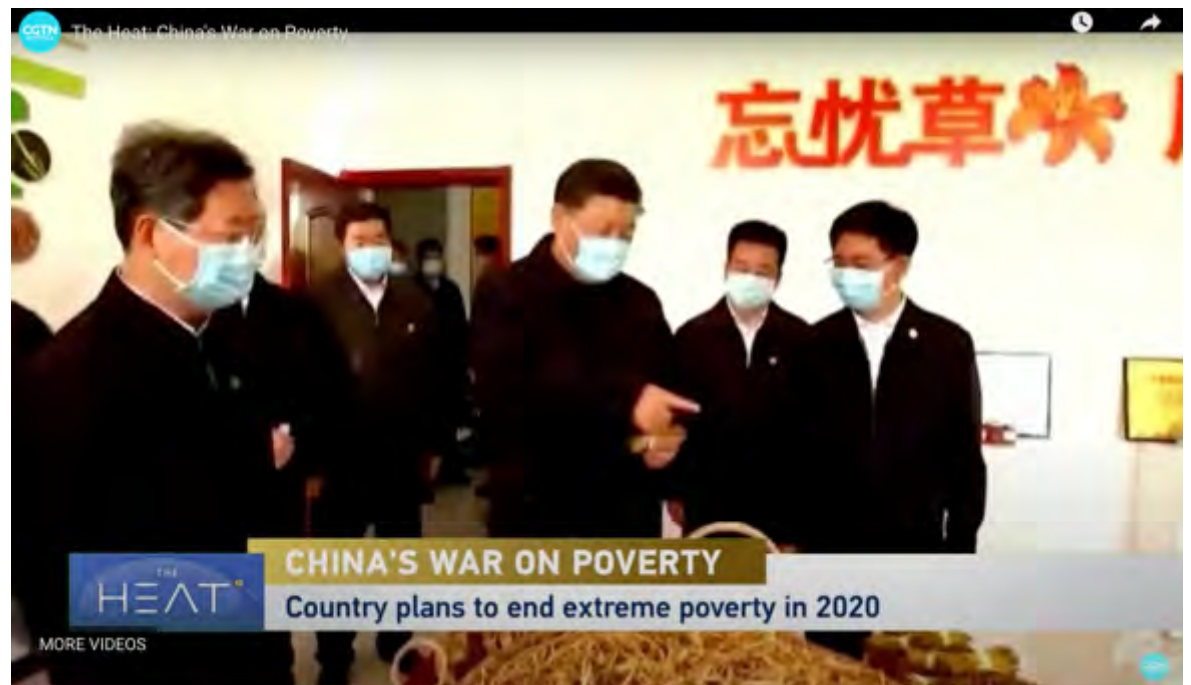 CGTN
The Heat: China's War on Poverty
忘忧草
THE
HEAT
CHINA'S WAR ON POVERTY
Country plans to end extreme poverty in 2020
MORE VIDEOS
CGTN